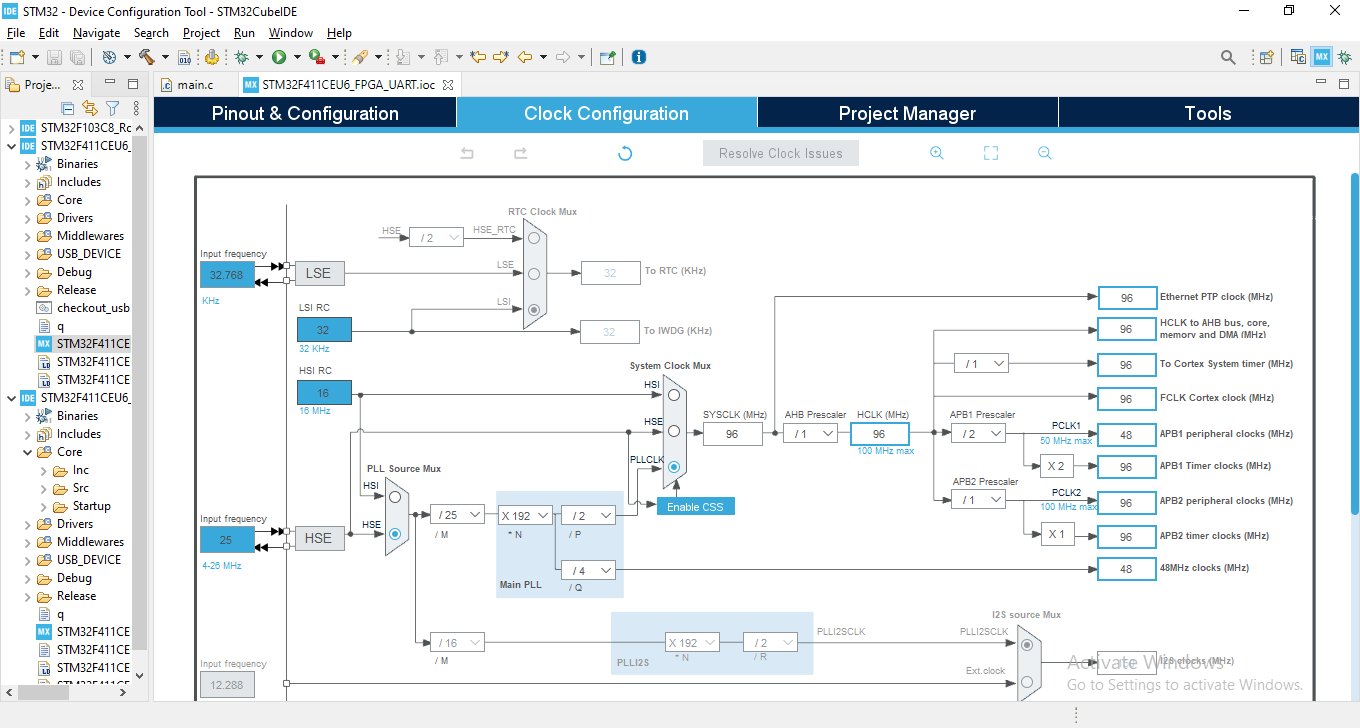 IDE STM32 - Device Configuration Tool - STM32CubeIDE
File Edit Navigate Search Project Run Window Help
Proje...
main.c
MX STM32F411CEU6_FPGA_UART.ioc
IDE STM32F103C8_Rc
IDE STM32F411CEU6_
Binaries
Includes
Core
Drivers
Middlewares
USB_DEVICE
Debug
Release
checkout_usb
q
MX STM32F411CE
STM32F411CE
STM32F411CE
IDE STM32F411CEU6_
Binaries
Includes
Core
Inc
Src
Startup
Drivers
Middlewares
USB_DEVICE
Debug
Release
q
MX STM32F411CE
STM32F411CE
STM32F411CE
STM32F411CE
Pinout & Configuration
Clock Configuration
Project Manager
Tools
Resolve Clock Issues
RTC Clock Mux
HSE
/ 2
HSE_RTC
Input frequency
32.768
KHz
LSE
LSE
32
To RTC (KHz)
LSI RC
32
32 KHz
LSI
32
To IWDG (KHz)
HSI RC
16
16 MHz
System Clock Mux
HSI
HSE
PLLCLK
Enable CSS
SYSCLK (MHz)
96
AHB Prescaler
/ 1
HCLK (MHz)
96
100 MHz max
96
Ethernet PTP clock (MHz)
96
HCLK to AHB bus, core,
memory and DMA (MHz)
/ 1
96
To Cortex System timer (MHz)
96
FCLK Cortex clock (MHz)
APB1 Prescaler
/ 2
PCLK1
50 MHz max
48
APB1 peripheral clocks (MHz)
X 2
96
APB1 Timer clocks (MHz)
APB2 Prescaler
/ 1
PCLK2
100 MHz max
96
APB2 peripheral clocks (MHz)
X 1
96
APB2 timer clocks (MHz)
48
48MHz clocks (MHz)
PLL Source Mux
HSI
HSE
Input frequency
25
4-26 MHz
HSE
/ 25
/ M
X 192
* N
/ 2
/ P
/ 4
/ Q
Main PLL
/ 16
/ M
PLLI2S
X 192
* N
/ 2
/ R
PLLI2SCLK
I2S source Mux
PLLI2SCLK
Ext.clock
I2S clocks (MHz)
Input frequency
12.288
Activate Windows
Go to Settings to activate Windows.